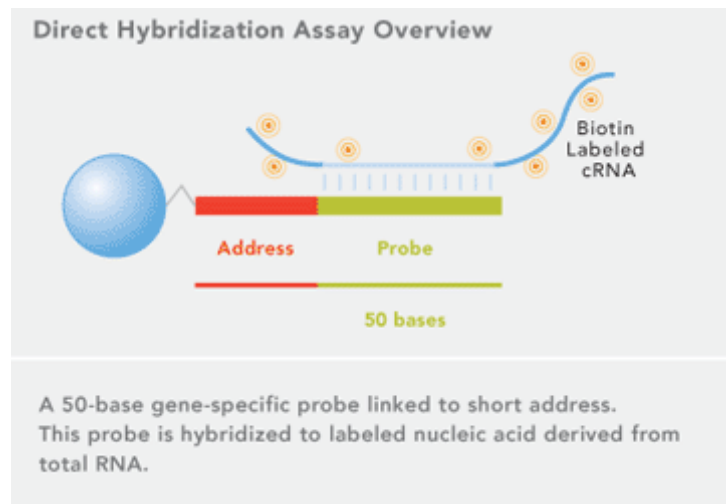 Direct Hybridization Assay Overview
Biotin
Labeled
cRNA
Address
Probe
50 bases
A 50-base gene-specific probe linked to short address.
This probe is hybridized to labeled nucleic acid derived from
total RNA.